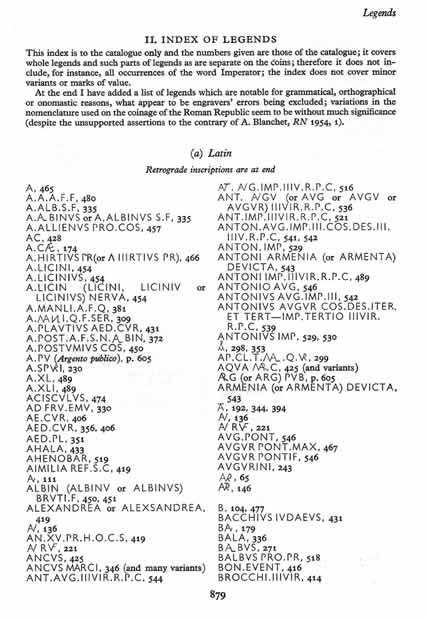 Legends
II. INDEX OF LEGENDS
This index is to the catalogue only and the numbers given are those of the catalogue; it covers
whole legends and such parts of legends as are separate on the coins; therefore it does not in-
clude, for instance, all occurrences of the word Imperator; the index does not cover minor
variants or marks of value.
At the end I have added a list of legends which are notable for grammatical, orthographical
or onomastic reasons, what appear to be engravers' errors being excluded; variations in the
nomenclature used on the coinage of the Roman Republic seem to be without much significance
(despite the unsupported assertions to the contrary of A. Blanchet, RN 1954, 1).
(a) Latin
Retrograde inscriptions are at end
A, 465
A.A.A.F.F, 480
A.ALB.S.F, 335
BINVS or A.ALBINVS S.F, 335
A.ALLIENVS PRO.COS, 457
AC, 428
174
A.HIRTIVS PR(or A IIIRTIVS PR), 466
A.LICINI, 454
A.LICINIVS, 454
A.LICIN (LICINI, LICINIV or
LICINIVS) NERVA, 454
A.MANLI.A.F.Q, 381
I.Q.F.SER, 309
A.PLAVTIVS AED.CVR, 431
A.POST.A.F.S.N.A BIN, 372
A.POSTVMIVS COS, 450
A.PV (Argento publico), p. 605
230
A.XL, 489
A.XLI, 489
ACISCVLVS, 474
AD FRV.EMV, 330
AE.CVR, 406
AED.CVR, 356, 406
AED.PL, 351
AHALA, 433
AHENOBAR, 519
AIMILIA REF.S.C, 419
111
ALBIN (ALBINV or ALBINVS)
BRVTI.F, 450, 451
ALEXANDREA or ALEXSANDREA,
419
136
AN.XV.PR.H.O.C.S, 419
221
ANCVS, 425
ANCVS MARCI, 346 (and many variants)
ANT.AVG.IIIVIR.R.P.C, 544
G.IMP.IIIV.R.P.C, 516
ANT. VGV (or AVG or AVGV or
AVGVR) IIIVIR.R.P.C, 536
ANT.IMP.IIIVIR.R.P.C, 521
ANTON.AVG.IMP.III.COS.DES.III.
IIIV.R.P.C, 541, 542
ANTON.IMP, 529
ANTONI ARMENIA (or ARMENTA)
DEVICTA, 543
ANTONI IMP.IIIVIR.R.P.C, 489
ANTONIO AVG, 546
ANTONIVS AVG.IMP.III, 542
ANTONIVS AVGVR COS.DES.ITER.
ET TERT—IMP.TERTIO IIIVIR.
R.P.C, 539
ANTONIVS IMP, 529, 530
298, 353
AP.CL.T. .Q. 299
AQVA .C, 425 (and variants)
(or ARG) PVB, p. 605
ARMENIA (or ARMENTA) DEVICTA,
543
192, 344, 394
136
221
AVG.PONT, 546
AVGVR PONT.MAX, 467
AVGVR PONTIF, 546
AVGVRINI, 243
65
146
B, 104, 477
BACCHIVS IVDAEVS, 431
179
BALA, 336
BVS, 271
BALBVS PRO.PR, 518
BON.EVENT, 416
BROCCHI.IIIVIR, 414
879